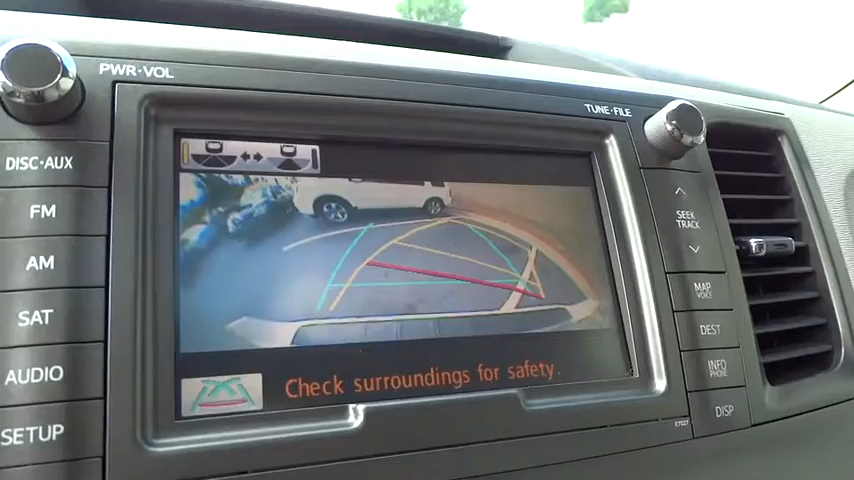 PWR·VOL
TUNE·FILE
DISC·AUX
FM
AM
SAT
AUDIO
SETUP
SEEK
TRACK
MAP
VOICE
DEST
INFO
PHONE
DISP
Check surroundings for safety.
E7027